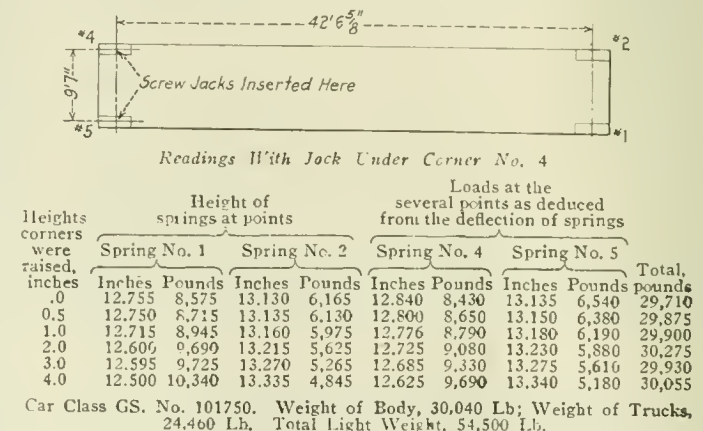 42'6⅝"
#4
#2
9'7"
Screw Jacks Inserted Here
#5
#1
Readings With Jack Under Corner No. 4
Heights corners were raised, inches
Height of springs at points
Loads at the several points as deduced from the deflection of springs
Spring No. 1 Spring No. 2 Spring No. 4 Spring No. 5 Total,
Inches Pounds Inches Pounds Inches Pounds Inches Pounds pounds
.0 12.755 8,575 13.130 6,165 12.840 8,430 13.135 6,540 29,710
0.5 12.750 8,715 13.135 6.130 12.800 8,650 13.150 6,380 29,875
1.0 12.715 8,945 13.160 5,975 12.776 8,790 13.180 6,190 29,900
2.0 12.600 9,690 13.215 5,625 12.725 9,080 13.230 5,880 30,275
3.0 12.595 9,725 13.270 5,265 12.685 9,330 13.275 5,610 29,930
4.0 12.500 10,340 13.335 4,845 12.625 9,690 13.340 5,180 30,055
Car Class GS. No. 101750. Weight of Body, 30,040 Lb; Weight of Trucks,
24,460 Lb. Total Light Weight, 54,500 Lb.